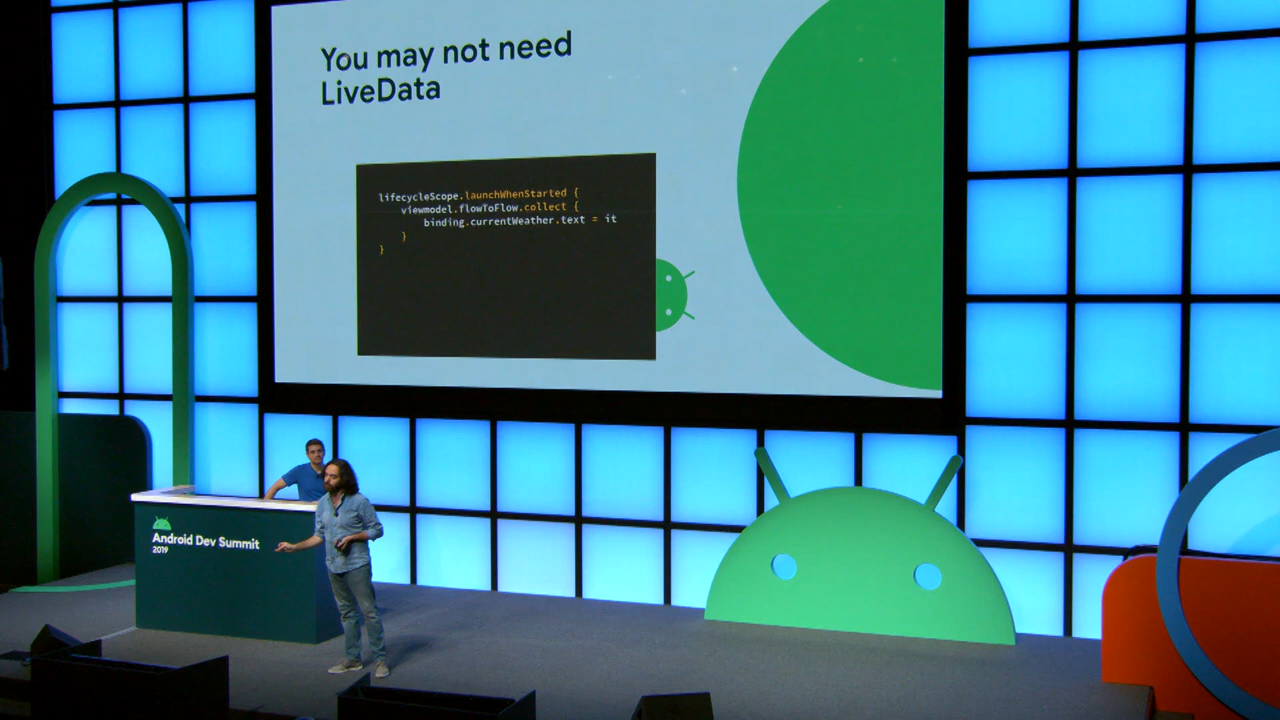 You may not need
LiveData
lifecycleScope.launchWhenStarted {
viewmodel.flowToFlow.collect {
binding.currentWeather.text = it
}
}
Android Dev Summit
2019